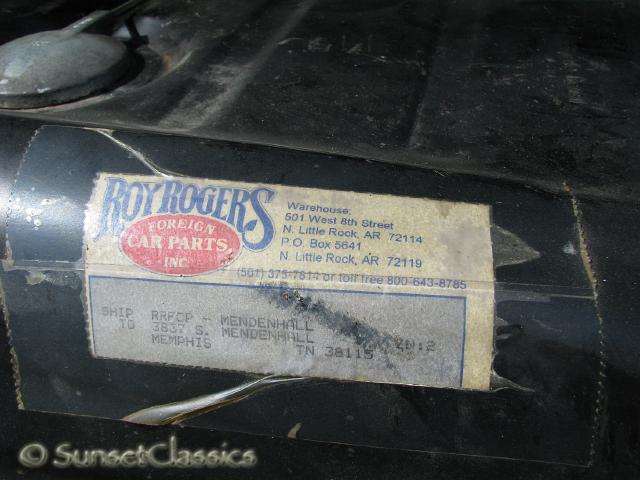 ROY ROGERS
FOREIGN
CAR PARTS,
INC.
Warehouse:
501 West 8th Street
N. Little Rock, AR 72114
P.O. Box 5641
N. Little Rock, AR 72119
(501) 375-7814 or toll free 800-643-8785
SHIP RRFCP - MENDENHALL
TO 3837 S. MENDENHALL
MEMPHIS TN 38115 ZN:2
© SunsetClassics